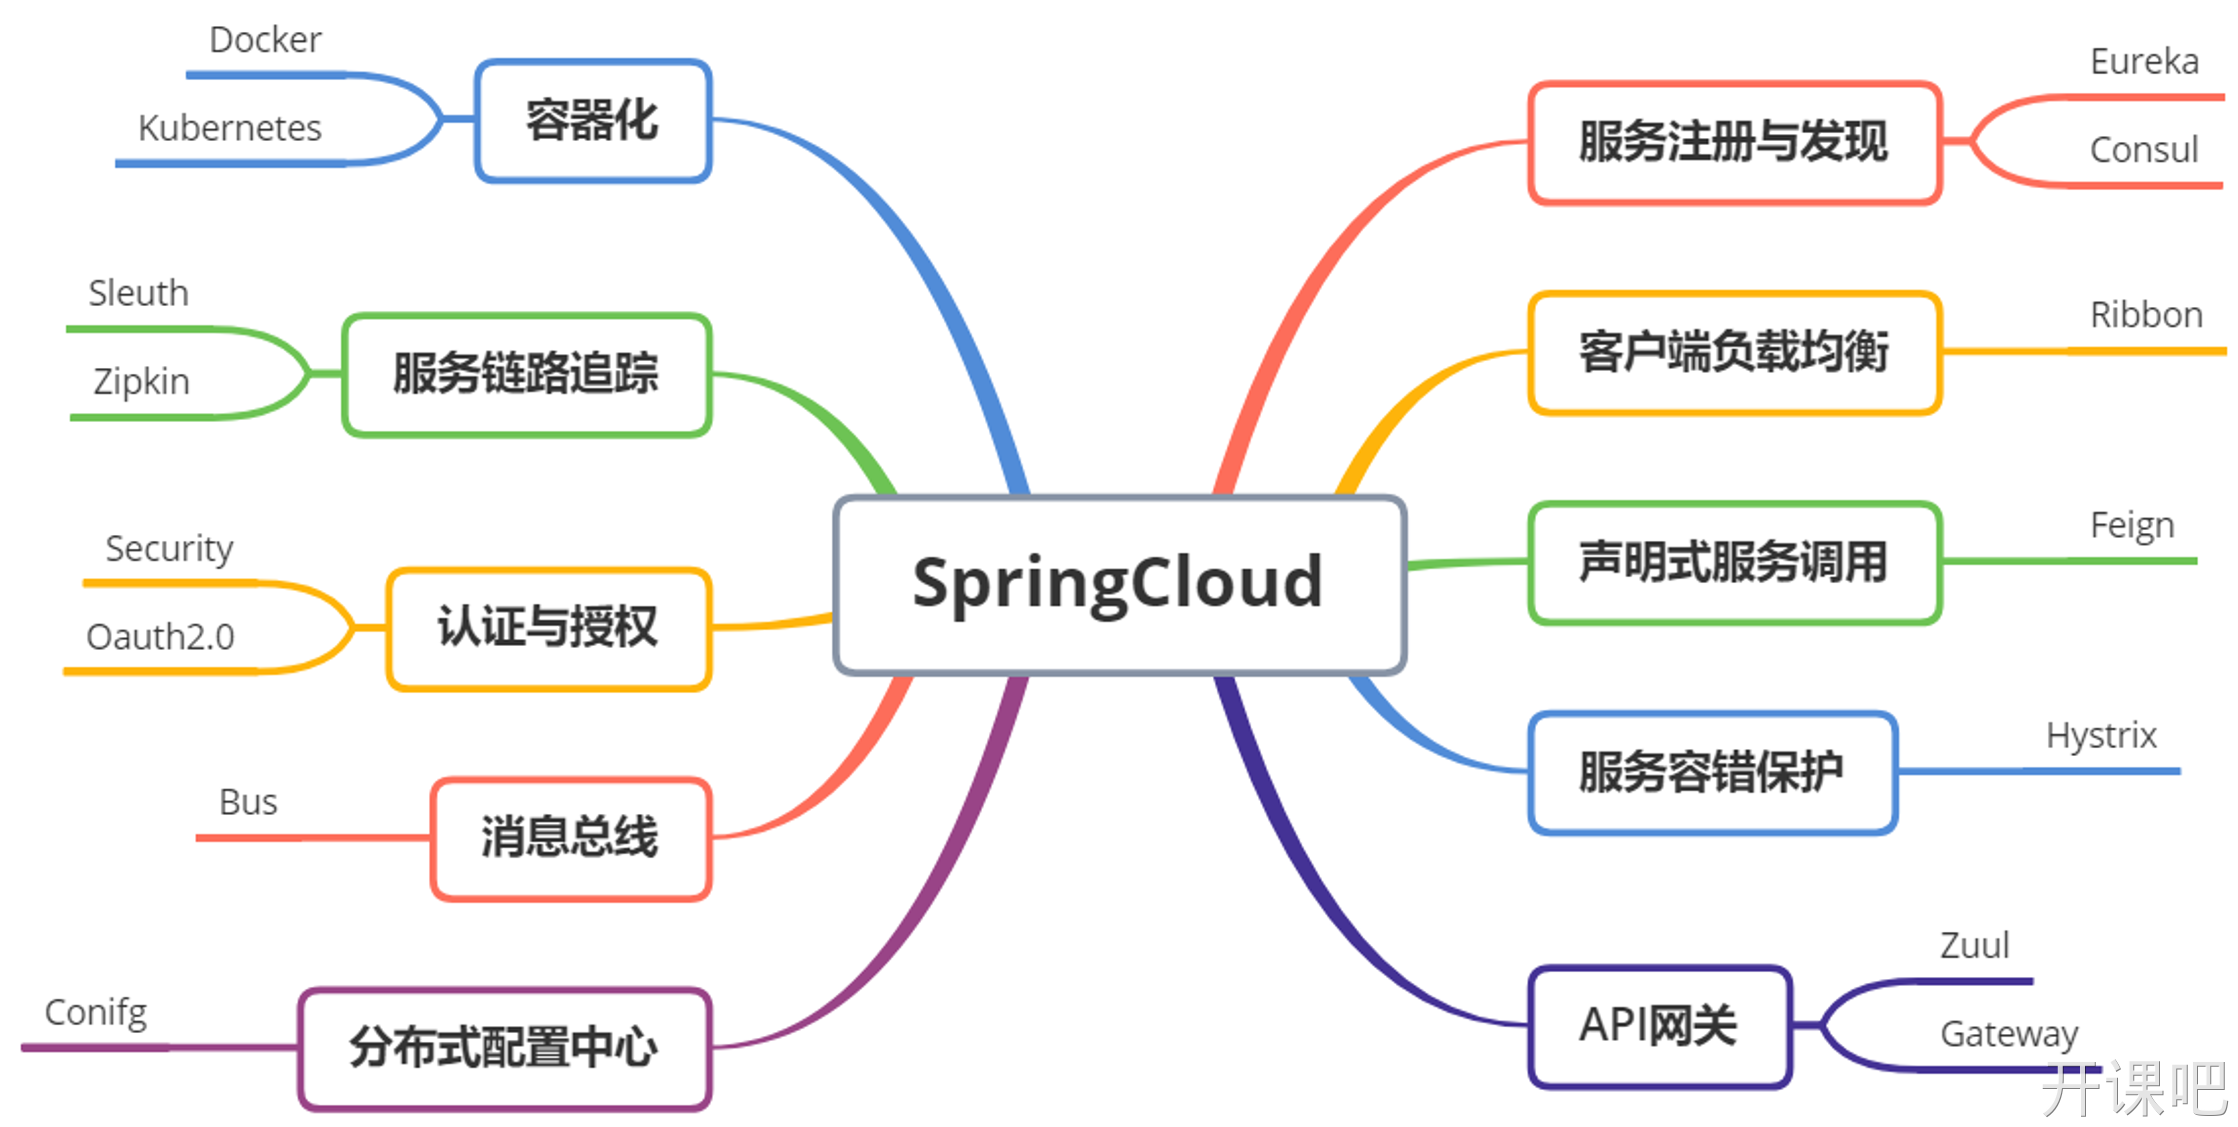 Docker
Kubernetes
容器化
Sleuth
Zipkin
服务链路追踪
Security
Oauth2.0
认证与授权
Bus
消息总线
Conifg
分布式配置中心
SpringCloud
服务注册与发现
Eureka
Consul
客户端负载均衡
Ribbon
声明式服务调用
Feign
服务容错保护
Hystrix
API网关
Zuul
Gateway
开课吧